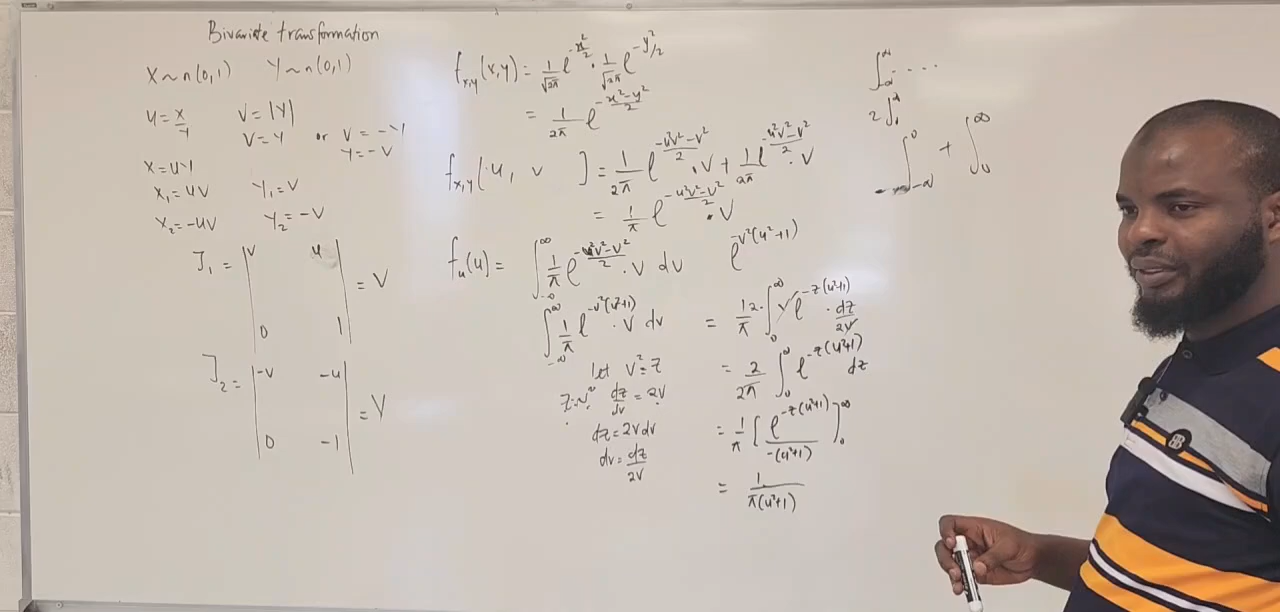 Bivariate transformation
X ~ n(0,1) Y ~ n(0,1)
u = x/y V = |Y|
V = Y or V = -Y
Y = -V
X = UY
X₁ = UV Y₁ = V
X₂ = -UV Y₂ = -V
J₁ = |V u| = V
|0 1|
J₂ = |-V -u| = V
|0 -1|
f_{x,y}(x,y) = 1/√2π e^{-x²/2} · 1/√2π e^{-y²/2}
= 1/2π e^{-x²-y²/2}
f_{x,y}(u, v) = 1/2π e^{-u²v²-v²/2} · V + 1/2π e^{-u²v²-v²/2} · V
= 1/π e^{-u²v²-v²/2} · V
f_u(u) = ∫_{-∞}^{∞} 1/π e^{-u²v²-v²/2} · V dv e^{-v²(u²+1)}
∫_{-∞}^{∞} 1/π e^{-v²(u²+1)} · V dv
let V² = z
z = v² dz/dv = 2V
dz = 2V dv
dv = dz/2V
= 1/π 2 · ∫_0^∞ V e^{-z(u²+1)} · dz/2V
= 2/2π ∫_0^∞ e^{-z(u²+1)} dz
= 1/π [e^{-z(u²+1)}/-(u²+1)]_0^∞
= 1/π(u²+1)
∫_{-∞}^{∞} ...
∫_{-∞}^{0} + ∫_0^∞